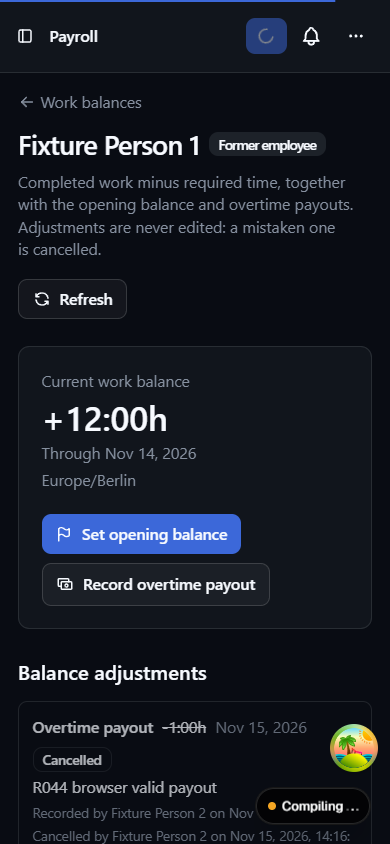 Payroll
Work balances
Fixture Person 1 Former employee
Completed work minus required time, together
with the opening balance and overtime payouts.
Adjustments are never edited: a mistaken one
is cancelled.
Refresh
Current work balance
+12:00h
Through Nov 14, 2026
Europe/Berlin
Set opening balance
Record overtime payout
Balance adjustments
Overtime payout -1:00h Nov 15, 2026
Cancelled
R044 browser valid payout
Recorded by Fixture Person 2 on Nov
Compiling ...
Cancelled by Fixture Person 2 on Nov 15, 2026, 14:16: